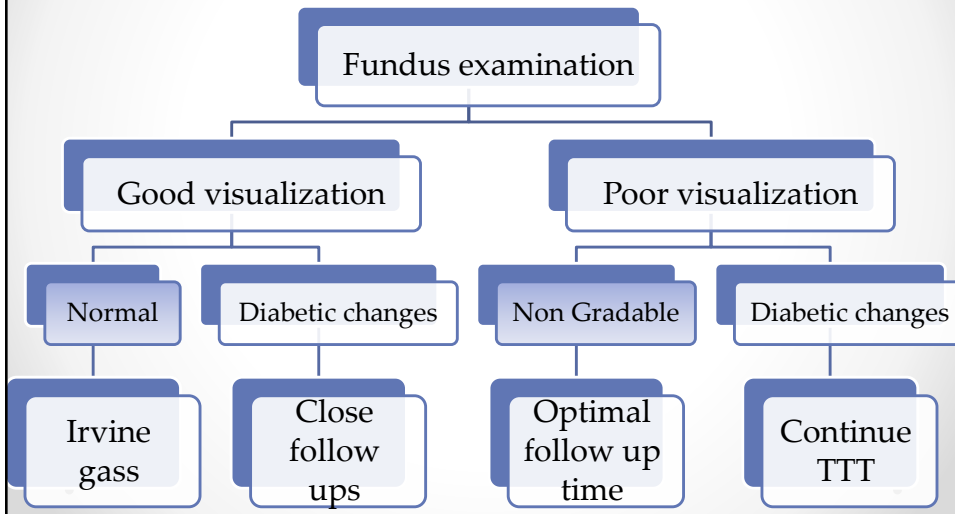 Fundus examination
Good visualization
Poor visualization
Normal
Diabetic changes
Non Gradable
Diabetic changes
Irvine
gass
Close
follow
ups
Optimal
follow up
time
Continue
TTT